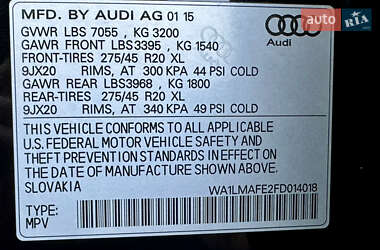 MFD. BY AUDI AG 01 15
GVWR LBS 7055 , KG 3200
GAWR FRONT LBS3395 , KG 1540
FRONT-TIRES 275/45 R20 XL
9JX20 RIMS, AT 300 KPA 44 PSI COLD
GAWR REAR LBS3968 , KG 1800
REAR-TIRES 275/45 R20 XL
9JX20 RIMS, AT 340 KPA 49 PSI COLD
Audi
AUTO RIA.com
THIS VEHICLE CONFORMS TO ALL APPLICABLE
U.S. FEDERAL MOTOR VEHICLE SAFETY AND
THEFT PREVENTION STANDARDS IN EFFECT ON
THE DATE OF MANUFACTURE SHOWN ABOVE.
SLOVAKIA WA1LMAFE2FD014018
TYPE:
MPV